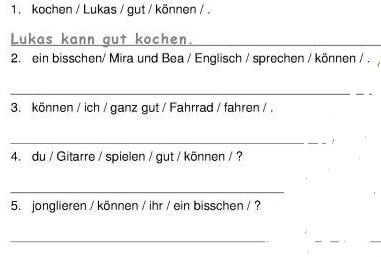 1. kochen / Lukas / gut / können / .
Lukas kann gut kochen.
2. ein bisschen/ Mira und Bea / Englisch / sprechen / können / .
3. können / ich / ganz gut / Fahrrad / fahren / .
4. du / Gitarre / spielen / gut / können / ?
5. jonglieren / können / ihr / ein bisschen / ?